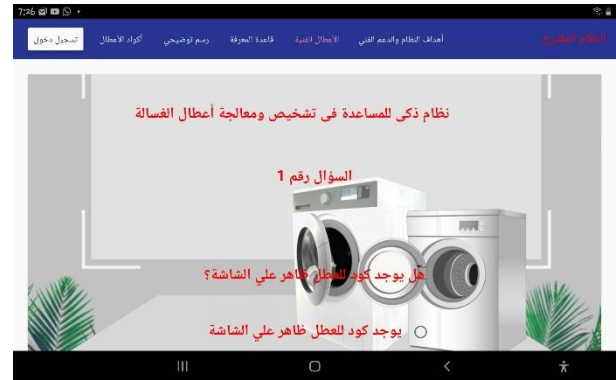 7:26
النظام المقترح
أهداف النظام والدعم الفني
الأعطال الفنية
قاعدة المعرفة
رسم توضيحي
أكواد الأعطال
تسجيل دخول
نظام ذكى للمساعدة فى تشخيص ومعالجة أعطال الغسالة
السؤال رقم 1
هل يوجد كود للعطل ظاهر علي الشاشة؟
يوجد كود للعطل ظاهر علي الشاشة